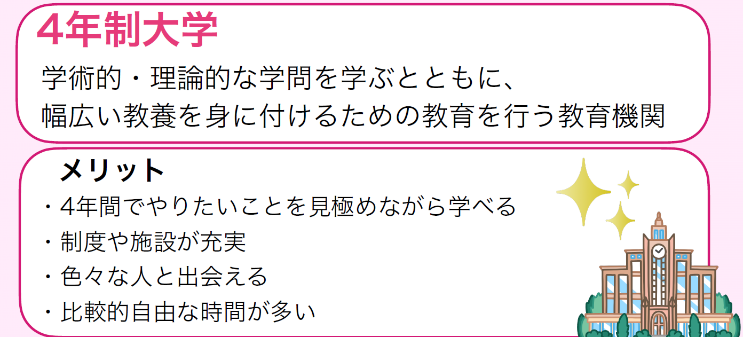 4年制大学
学術的・理論的な学問を学ぶとともに、
幅広い教養を身に付けるための教育を行う教育機関
メリット
・4年間でやりたいことを見極めながら学べる
・制度や施設が充実
・色々な人と出会える
・比較的自由な時間が多い